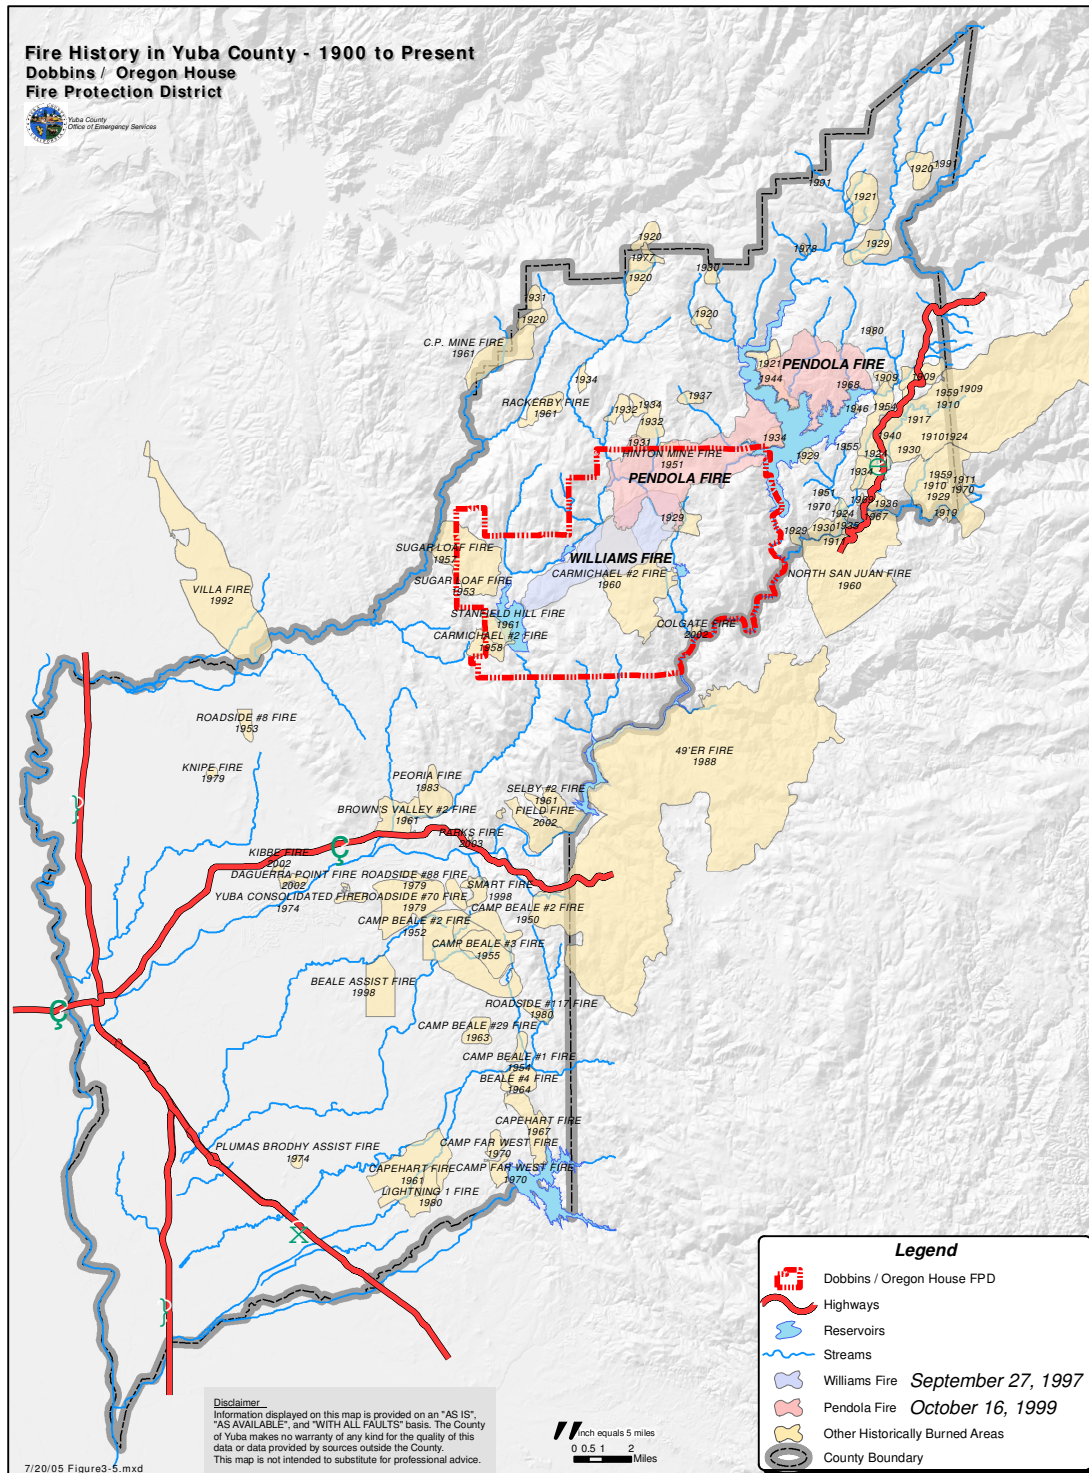 Fire History in Yuba County - 1900 to Present
Dobbins / Oregon House
Fire Protection District
Yuba County
Office of Emergency Services
1991
1920
1991
1921
1929
1978
1920
1977
1920
1930
1920
1931
1920
C.P. MINE FIRE
1961
1980
1921
PENDOLA FIRE
1944
1968
1909
1909
1959
1909
1910
1934
RACKERBY FIRE
1961
1932
1934
1932
1937
1946
1954
1917
1931
1934
1940
1910
1924
HINTON MINE FIRE
1951
1955
1929
1924
1930
1934
PENDOLA FIRE
1959
1911
1910
1970
1929
1951
1970
1969
1936
1924
1967
1919
1929
1929
1930
1935
1911
SUGAR LOAF FIRE
1957
WILLIAMS FIRE
CARMICHAEL #2 FIRE
1960
NORTH SAN JUAN FIRE
1960
VILLA FIRE
1992
SUGAR LOAF FIRE
1953
STANFIELD HILL FIRE
1961
CARMICHAEL #2 FIRE
1958
COLGATE FIRE
2002
ROADSIDE #8 FIRE
1953
49'ER FIRE
1988
KNIPE FIRE
1979
PEORIA FIRE
1983
SELBY #2 FIRE
1961
BROWN'S VALLEY #2 FIRE
1961
FIELD FIRE
2002
PARKS FIRE
2003
KIBBE FIRE
2002
DAGUERRA POINT FIRE
2002
ROADSIDE #88 FIRE
1979
SMART FIRE
1998
YUBA CONSOLIDATED FIRE
1974
ROADSIDE #70 FIRE
1979
CAMP BEALE #2 FIRE
1950
CAMP BEALE #2 FIRE
1952
CAMP BEALE #3 FIRE
1955
BEALE ASSIST FIRE
1998
ROADSIDE #117 FIRE
1980
CAMP BEALE #29 FIRE
1963
CAMP BEALE #1 FIRE
1954
BEALE #4 FIRE
1964
CAPEHART FIRE
1967
PLUMAS BRODHY ASSIST FIRE
1974
CAMP FAR WEST FIRE
1970
CAPEHART FIRE
1961
CAMP FAR WEST FIRE
1970
LIGHTNING 1 FIRE
1980
Legend
Dobbins / Oregon House FPD
Highways
Reservoirs
Streams
Williams Fire September 27, 1997
Pendola Fire October 16, 1999
Other Historically Burned Areas
County Boundary
Disclaimer
Information displayed on this map is provided on an "AS IS",
"AS AVAILABLE", and "WITH ALL FAULTS" basis. The County
of Yuba makes no warranty of any kind for the quality of this
data or data provided by sources outside the County.
This map is not intended to substitute for professional advice.
inch equals 5 miles
0 0.5 1 2
Miles
7/20/05 Figure3-5.mxd